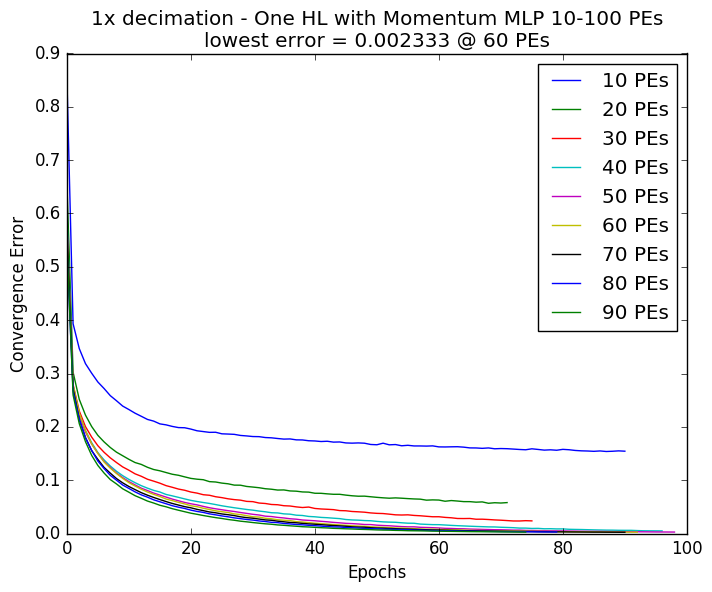 1x decimation - One HL with Momentum MLP 10-100 PEs
lowest error = 0.002333 @ 60 PEs
0.9
0.8
0.7
0.6
0.5
0.4
0.3
0.2
0.1
0.0
Convergence Error
0 20 40 60 80 100
Epochs
10 PEs
20 PEs
30 PEs
40 PEs
50 PEs
60 PEs
70 PEs
80 PEs
90 PEs